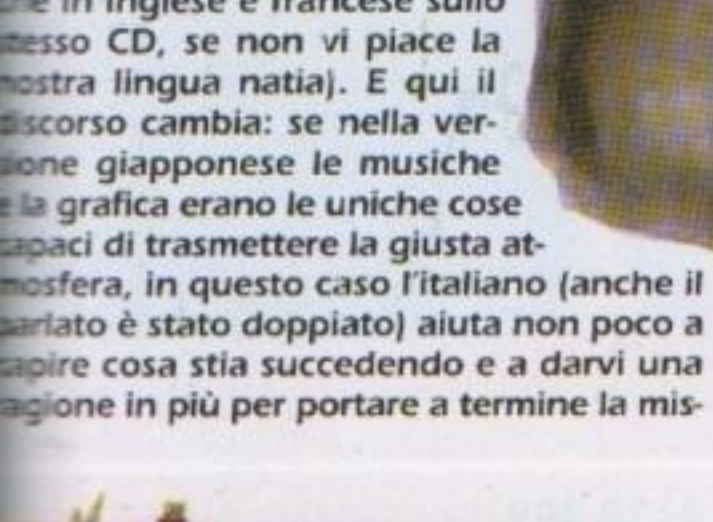 in inglese e francese sullo
stesso CD, se non vi piace la
nostra lingua natia). E qui il
discorso cambia: se nella ver-
sione giapponese le musiche
e la grafica erano le uniche cose
capaci di trasmettere la giusta at-
mosfera, in questo caso l'italiano (anche il
parlato è stato doppiato) aiuta non poco a
capire cosa stia succedendo e a darvi una
ragione in più per portare a termine la mis-